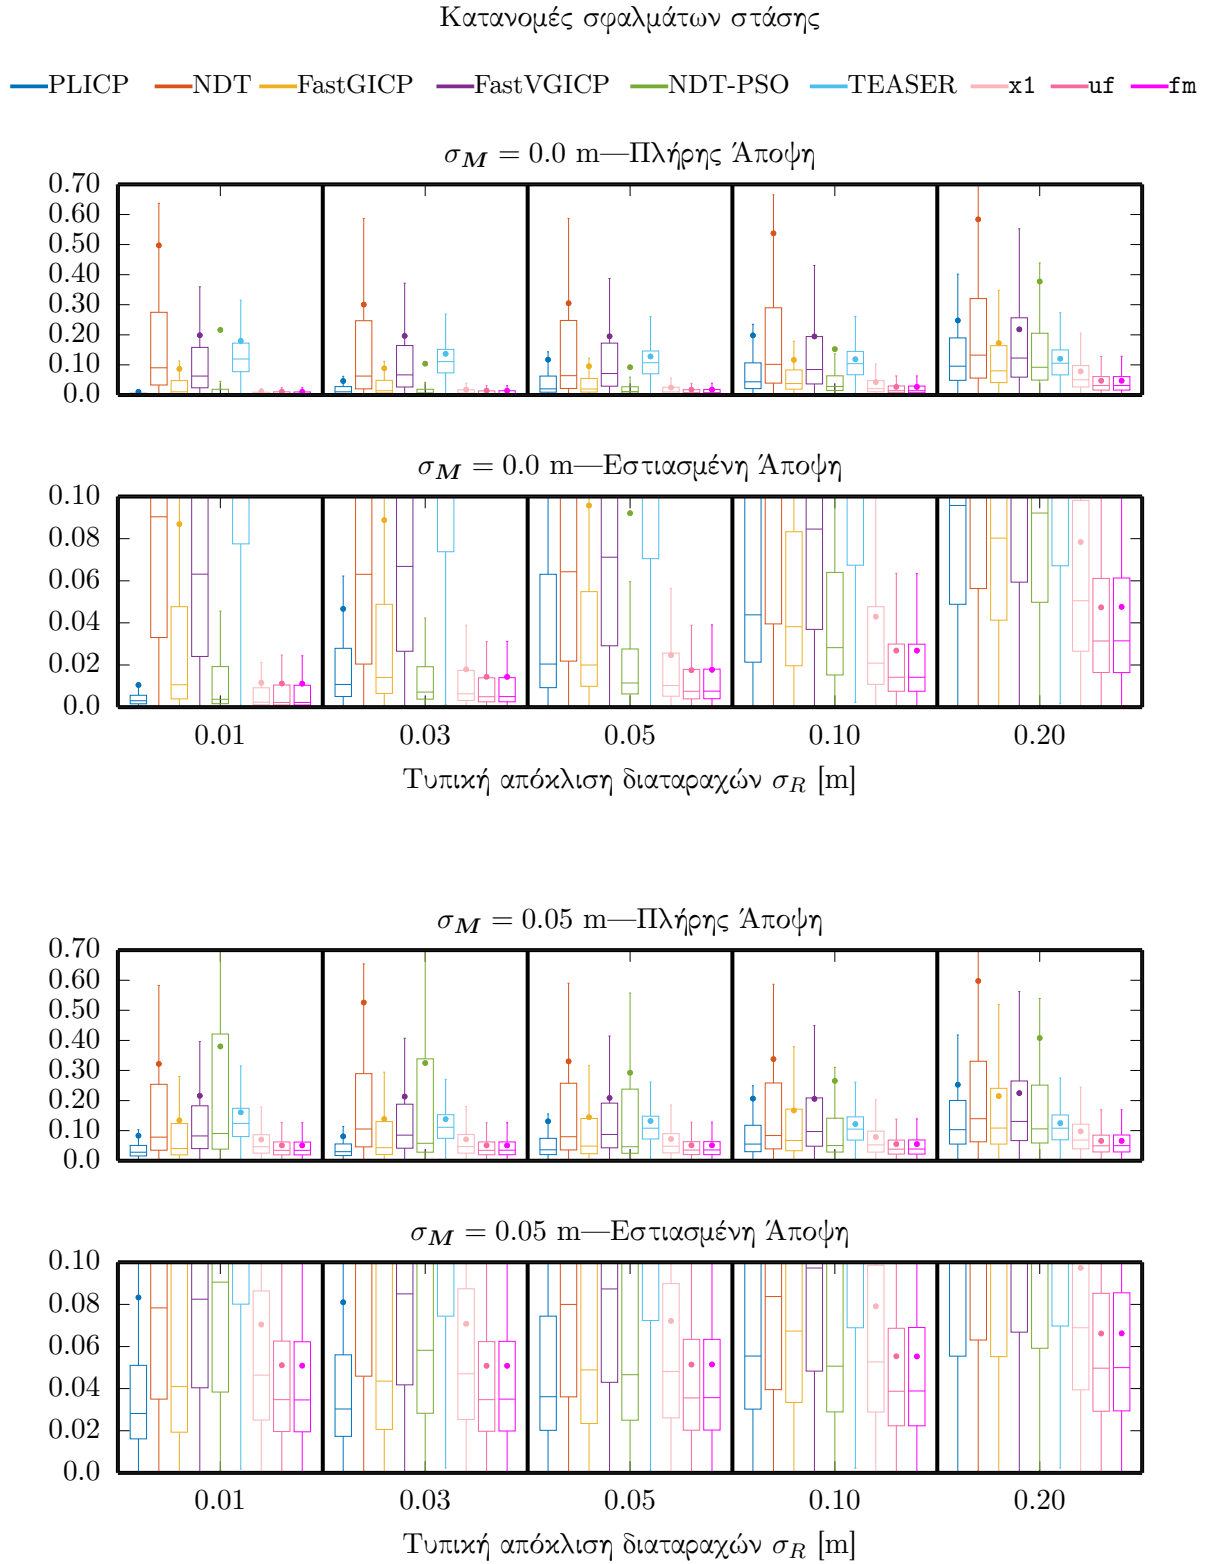 Κατανομές σφαλμάτων στάσης
PLICP NDT FastGICP FastVGICP NDT-PSO TEASER x1 uf fm
σ_M = 0.0 m—Πλήρης Άποψη
0.70
0.60
0.50
0.40
0.30
0.20
0.10
0.0
σ_M = 0.0 m—Εστιασμένη Άποψη
0.10
0.08
0.06
0.04
0.02
0.0
0.01 0.03 0.05 0.10 0.20
Τυπική απόκλιση διαταραχών σ_R [m]
σ_M = 0.05 m—Πλήρης Άποψη
0.70
0.60
0.50
0.40
0.30
0.20
0.10
0.0
σ_M = 0.05 m—Εστιασμένη Άποψη
0.10
0.08
0.06
0.04
0.02
0.0
0.01 0.03 0.05 0.10 0.20
Τυπική απόκλιση διαταραχών σ_R [m]